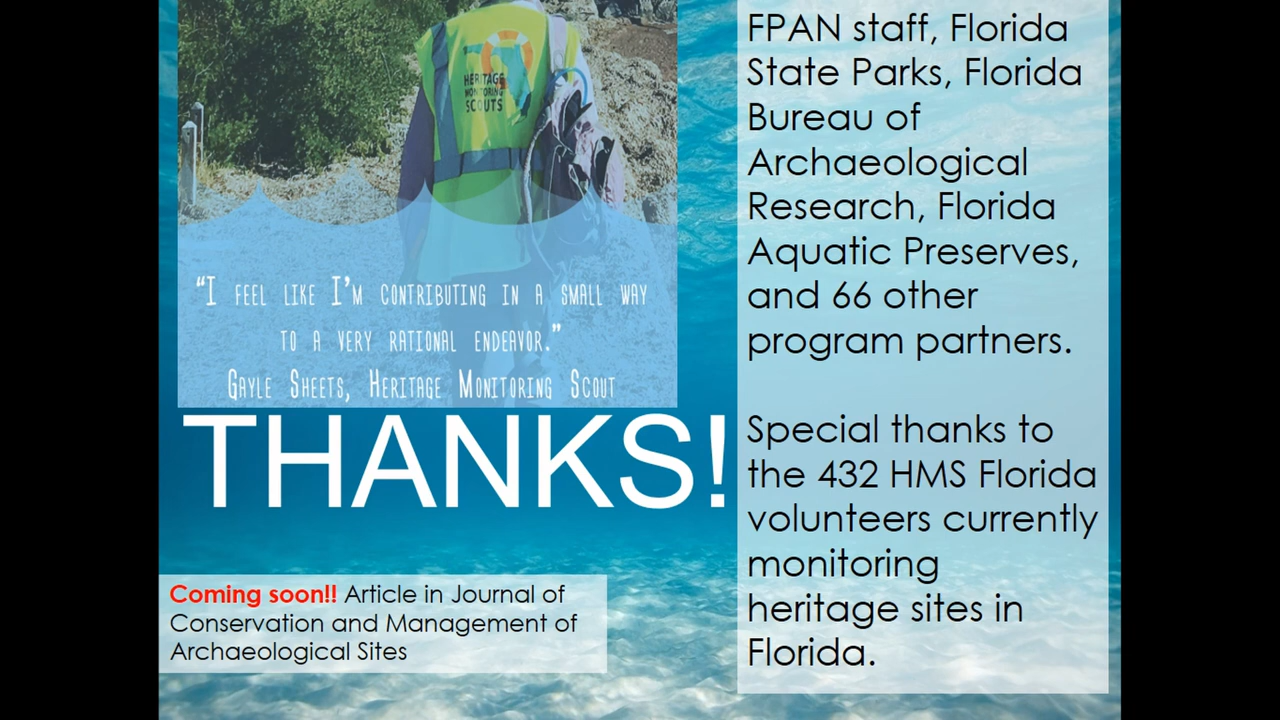 HERITAGE
MONITORING
SCOUTS
“I FEEL LIKE I’M CONTRIBUTING IN A SMALL WAY
TO A VERY RATIONAL ENDEAVOR.”
GAYLE SHEETS, HERITAGE MONITORING SCOUT
THANKS!
Coming soon!! Article in Journal of
Conservation and Management of
Archaeological Sites
FPAN staff, Florida
State Parks, Florida
Bureau of
Archaeological
Research, Florida
Aquatic Preserves,
and 66 other
program partners.
Special thanks to
the 432 HMS Florida
volunteers currently
monitoring
heritage sites in
Florida.